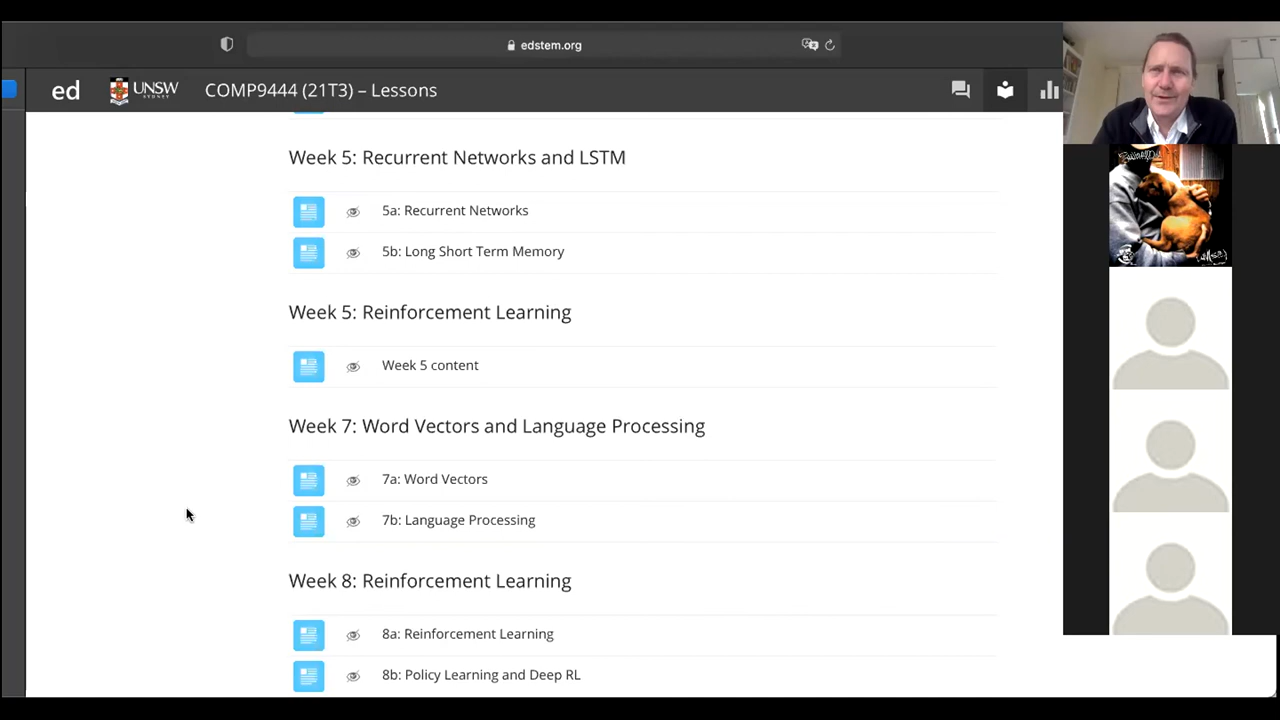 edstem.org
ed
UNSW
SYDNEY
COMP9444 (21T3) – Lessons
Week 5: Recurrent Networks and LSTM
5a: Recurrent Networks
5b: Long Short Term Memory
Week 5: Reinforcement Learning
Week 5 content
Week 7: Word Vectors and Language Processing
7a: Word Vectors
7b: Language Processing
Week 8: Reinforcement Learning
8a: Reinforcement Learning
8b: Policy Learning and Deep RL